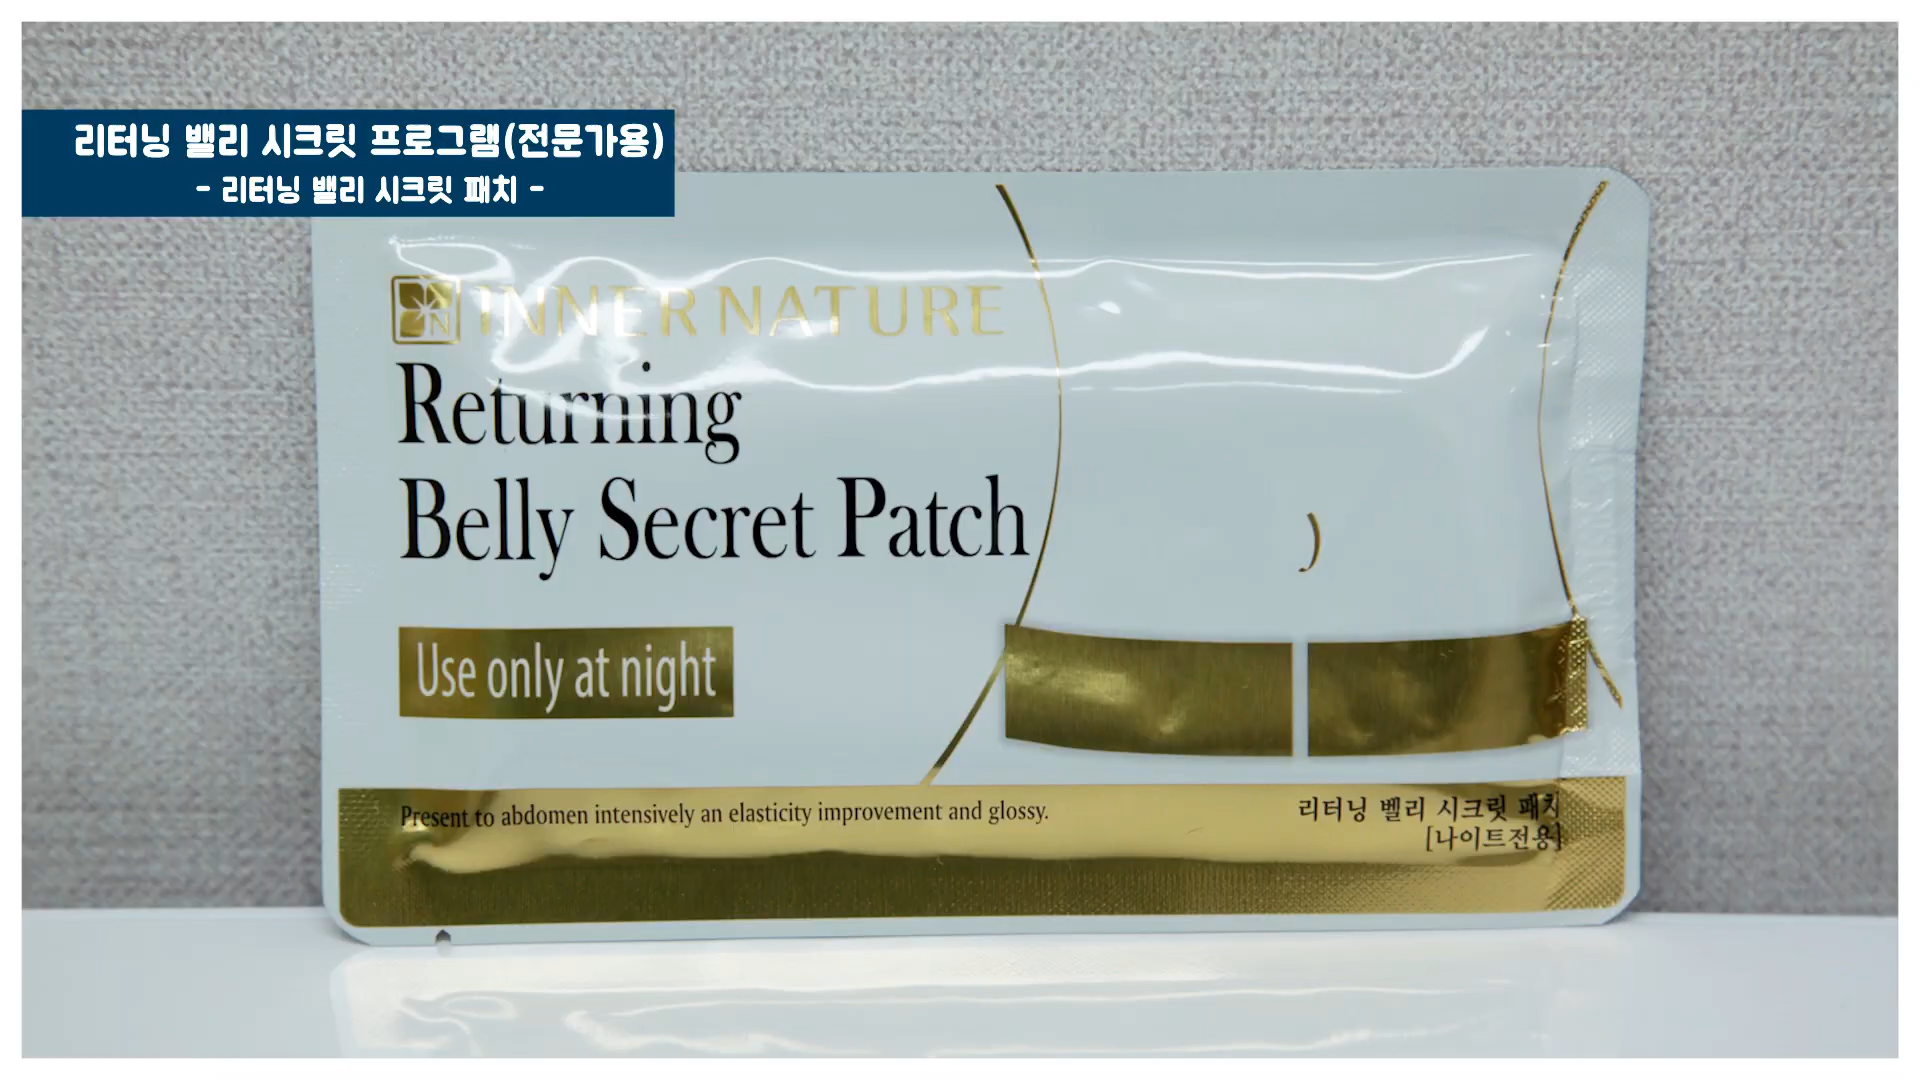 리터닝 밸리 시크릿 프로그램(전문가용)
- 리터닝 밸리 시크릿 패치 -
N
INNER NATURE
Returning
Belly Secret Patch
Use only at night
Present to abdomen intensively an elasticity improvement and glossy.
리터닝 벨리 시크릿 패치
[나이트전용]